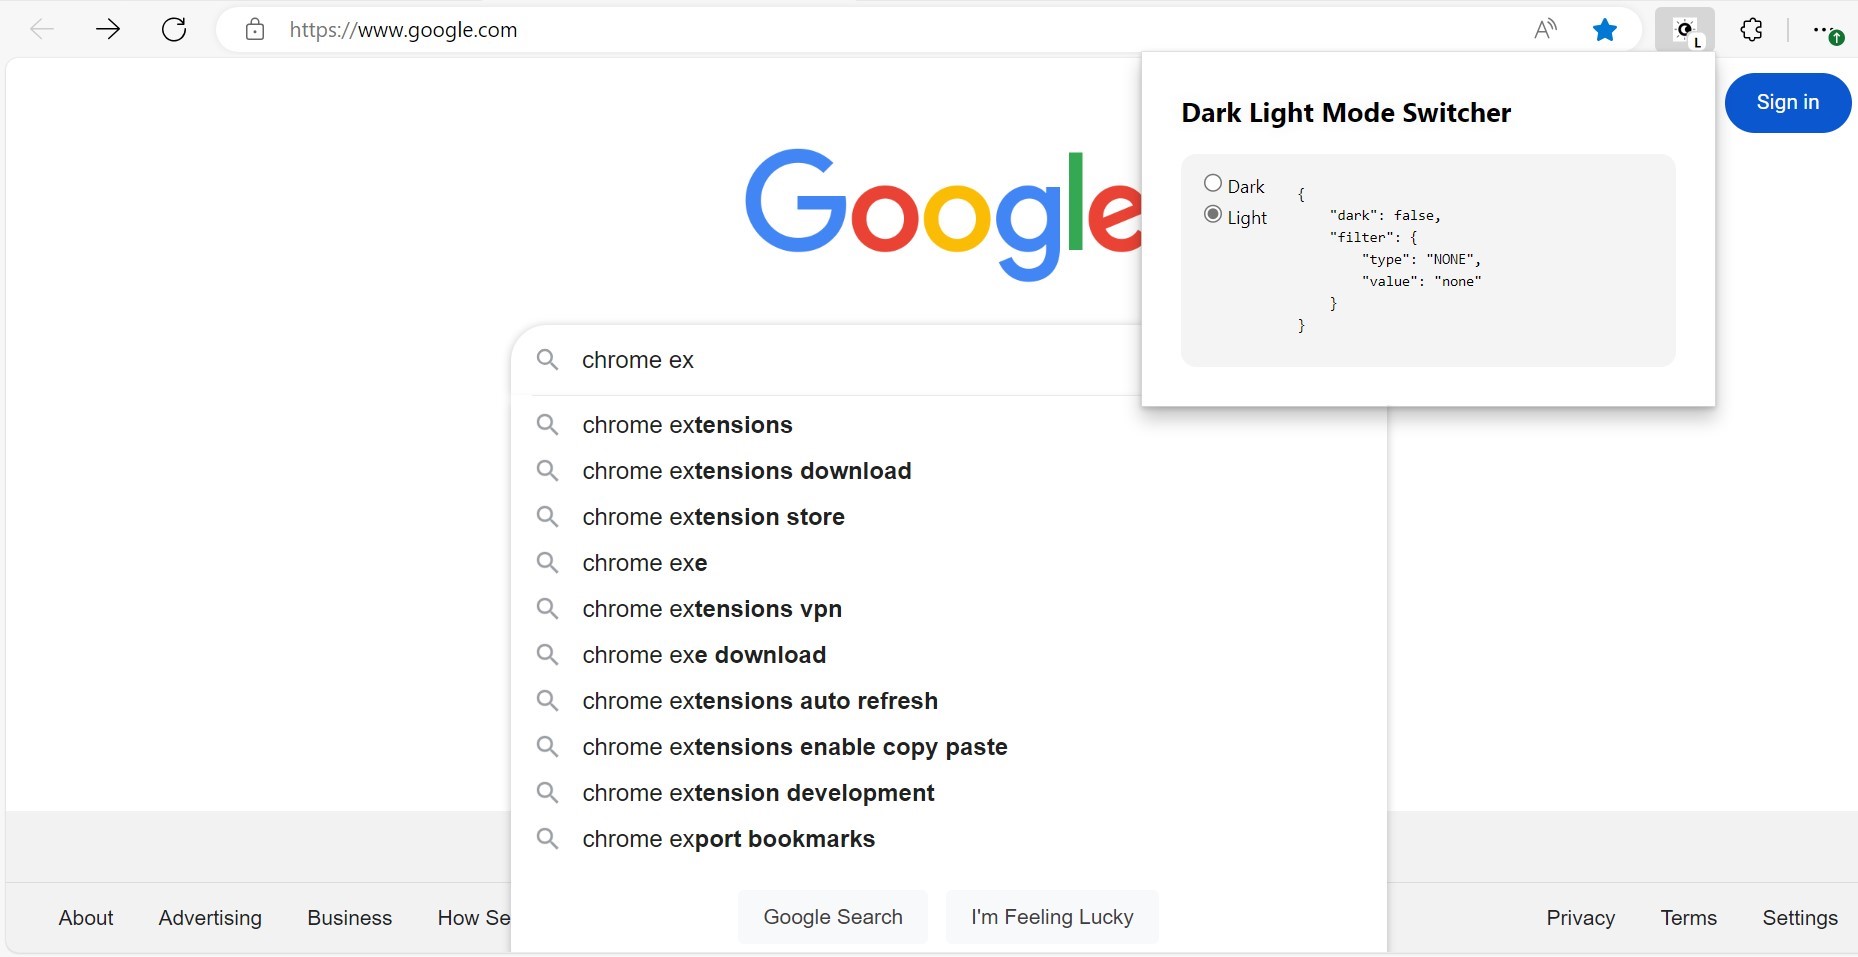 https://www.google.com
L
Dark Light Mode Switcher
Sign in
Dark
Light
{
"dark": false,
"filter": {
"type": "NONE",
"value": "none"
}
}
Google
chrome ex
chrome extensions
chrome extensions download
chrome extension store
chrome exe
chrome extensions vpn
chrome exe download
chrome extensions auto refresh
chrome extensions enable copy paste
chrome extension development
chrome export bookmarks
Google Search
I'm Feeling Lucky
About
Advertising
Business
How Se
Privacy
Terms
Settings